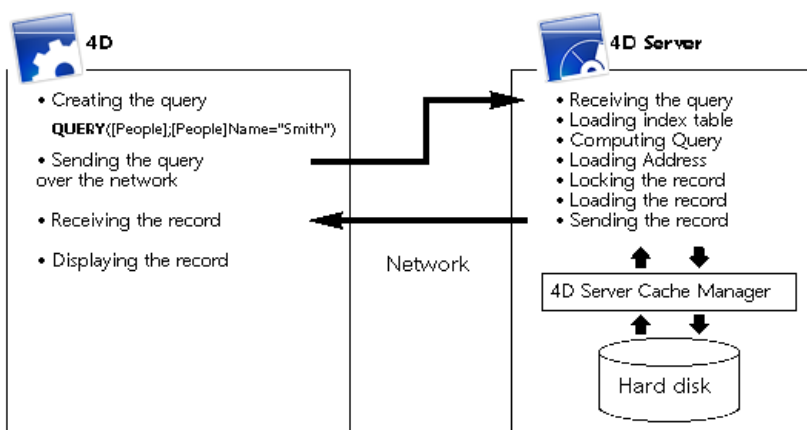 4D
• Creating the query
QUERY([People];[People]Name="Smith")
• Sending the query
over the network
• Receiving the record
• Displaying the record
Network
4D Server
• Receiving the query
• Loading index table
• Computing Query
• Loading Address
• Locking the record
• Loading the record
• Sending the record
4D Server Cache Manager
Hard disk